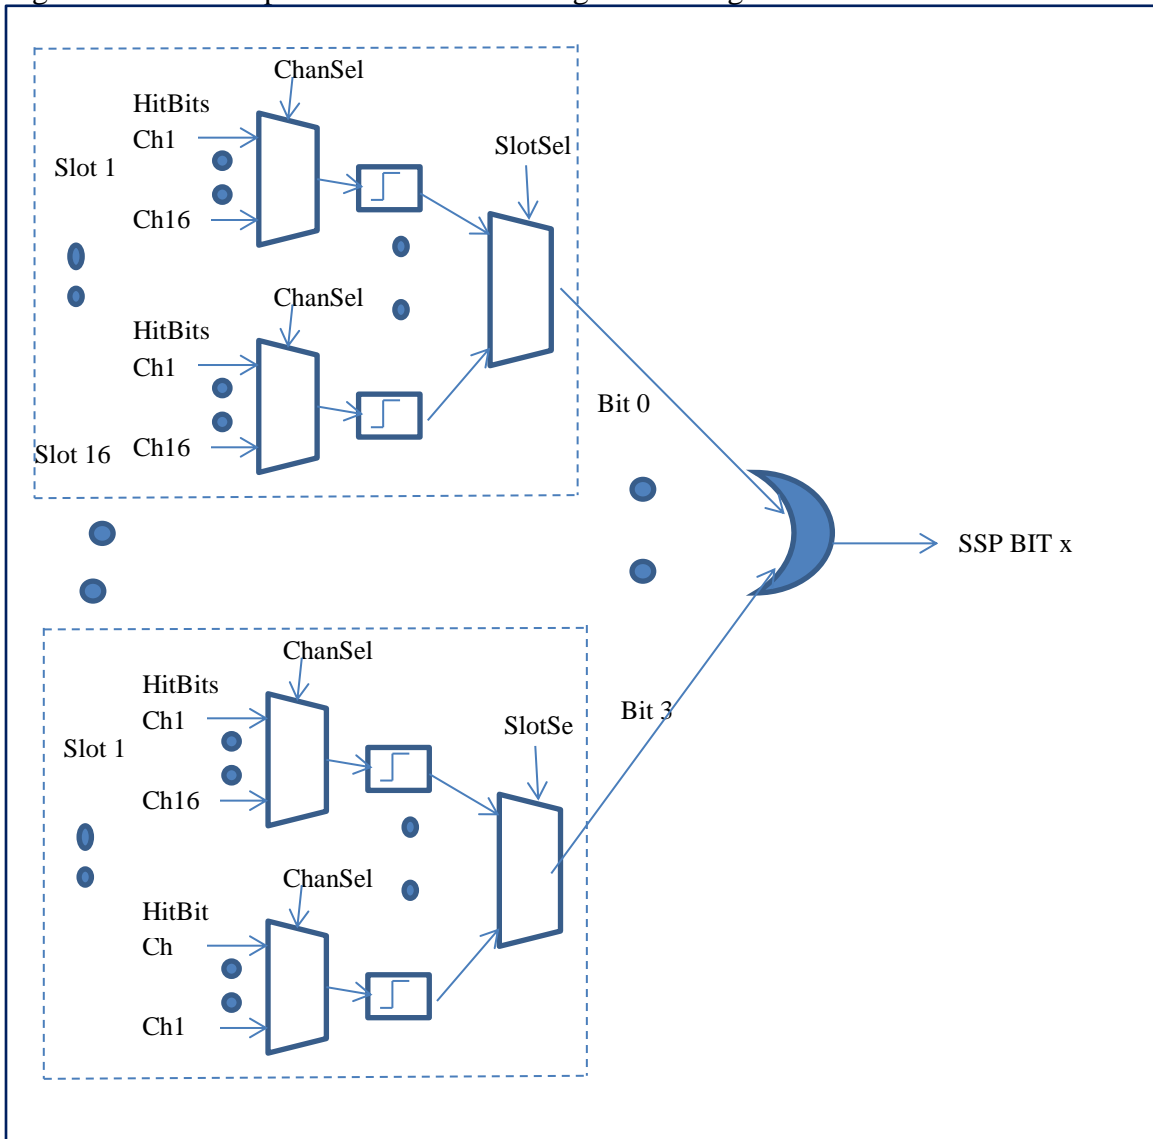 ChanSel
HitBits
Ch1
Slot 1
SlotSel
Ch16
ChanSel
HitBits
Ch1
Bit 0
Ch16
Slot 16
SSP BIT x
ChanSel
HitBits
Ch1
Bit 3
SlotSe
Slot 1
Ch16
ChanSel
HitBit
Ch
Ch1